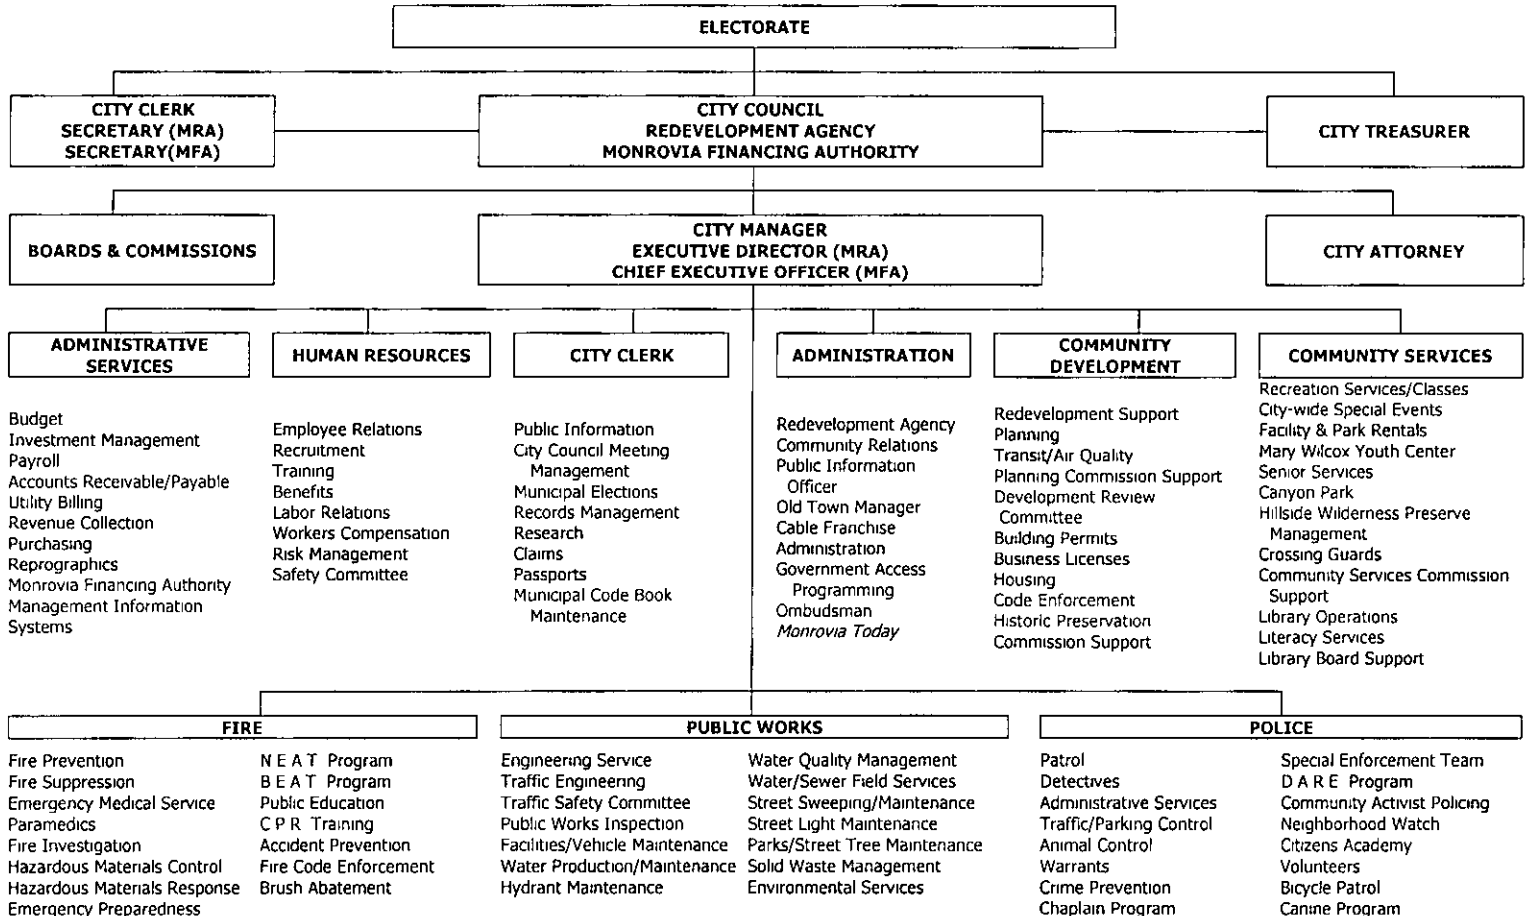 ELECTORATE
CITY CLERK
SECRETARY (MRA)
SECRETARY(MFA)
CITY COUNCIL
REDEVELOPMENT AGENCY
MONROVIA FINANCING AUTHORITY
CITY TREASURER
BOARDS & COMMISSIONS
CITY MANAGER
EXECUTIVE DIRECTOR (MRA)
CHIEF EXECUTIVE OFFICER (MFA)
CITY ATTORNEY
ADMINISTRATIVE
SERVICES
Budget
Investment Management
Payroll
Accounts Receivable/Payable
Utility Billing
Revenue Collection
Purchasing
Reprographics
Monrovia Financing Authority
Management Information
Systems
HUMAN RESOURCES
Employee Relations
Recruitment
Training
Benefits
Labor Relations
Workers Compensation
Risk Management
Safety Committee
CITY CLERK
Public Information
City Council Meeting
Management
Municipal Elections
Records Management
Research
Claims
Passports
Municipal Code Book
Maintenance
ADMINISTRATION
Redevelopment Agency
Community Relations
Public Information
Officer
Old Town Manager
Cable Franchise
Administration
Government Access
Programming
Ombudsman
Monrovia Today
COMMUNITY
DEVELOPMENT
Redevelopment Support
Planning
Transit/Air Quality
Planning Commission Support
Development Review
Committee
Building Permits
Business Licenses
Housing
Code Enforcement
Historic Preservation
Commission Support
COMMUNITY SERVICES
Recreation Services/Classes
City-wide Special Events
Facility & Park Rentals
Mary Wilcox Youth Center
Senior Services
Canyon Park
Hillside Wilderness Preserve
Management
Crossing Guards
Community Services Commission
Support
Library Operations
Literacy Services
Library Board Support
FIRE
Fire Prevention
Fire Suppression
Emergency Medical Service
Paramedics
Fire Investigation
Hazardous Materials Control
Hazardous Materials Response
Emergency Preparedness
N E A T Program
B E A T Program
Public Education
C P R Training
Accident Prevention
Fire Code Enforcement
Brush Abatement
PUBLIC WORKS
Engineering Service
Traffic Engineering
Traffic Safety Committee
Public Works Inspection
Facilities/Vehicle Maintenance
Water Production/Maintenance
Hydrant Maintenance
Water Quality Management
Water/Sewer Field Services
Street Sweeping/Maintenance
Street Light Maintenance
Parks/Street Tree Maintenance
Solid Waste Management
Environmental Services
POLICE
Patrol
Detectives
Administrative Services
Traffic/Parking Control
Animal Control
Warrants
Crime Prevention
Chaplain Program
Special Enforcement Team
D A R E Program
Community Activist Policing
Neighborhood Watch
Citizens Academy
Volunteers
Bicycle Patrol
Canine Program